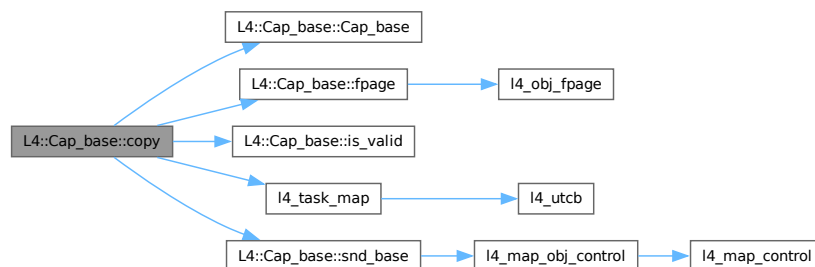 L4::Cap_base::Cap_base
L4::Cap_base::fpage
l4_obj_fpage
L4::Cap_base::copy
L4::Cap_base::is_valid
l4_task_map
l4_utcb
L4::Cap_base::snd_base
l4_map_obj_control
l4_map_control